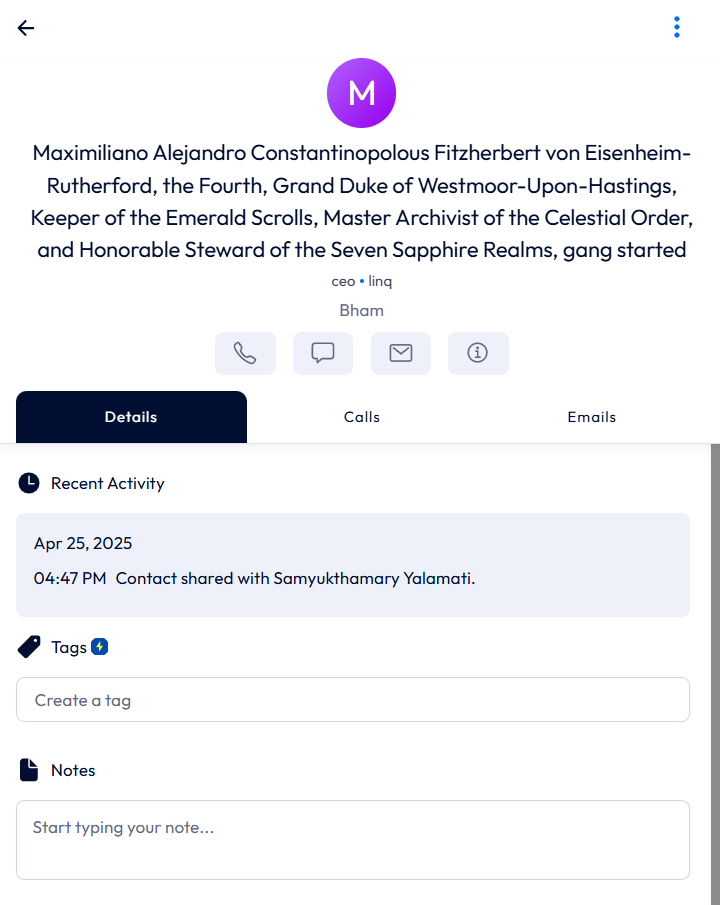 M
Maximiliano Alejandro Constantinopolous Fitzherbert von Eisenheim-
Rutherford, the Fourth, Grand Duke of Westmoor-Upon-Hastings,
Keeper of the Emerald Scrolls, Master Archivist of the Celestial Order,
and Honorable Steward of the Seven Sapphire Realms, gang started
ceo • linq
Bham
Details
Calls
Emails
Recent Activity
Apr 25, 2025
04:47 PM Contact shared with Samyukthamary Yalamati.
Tags
Create a tag
Notes
Start typing your note...